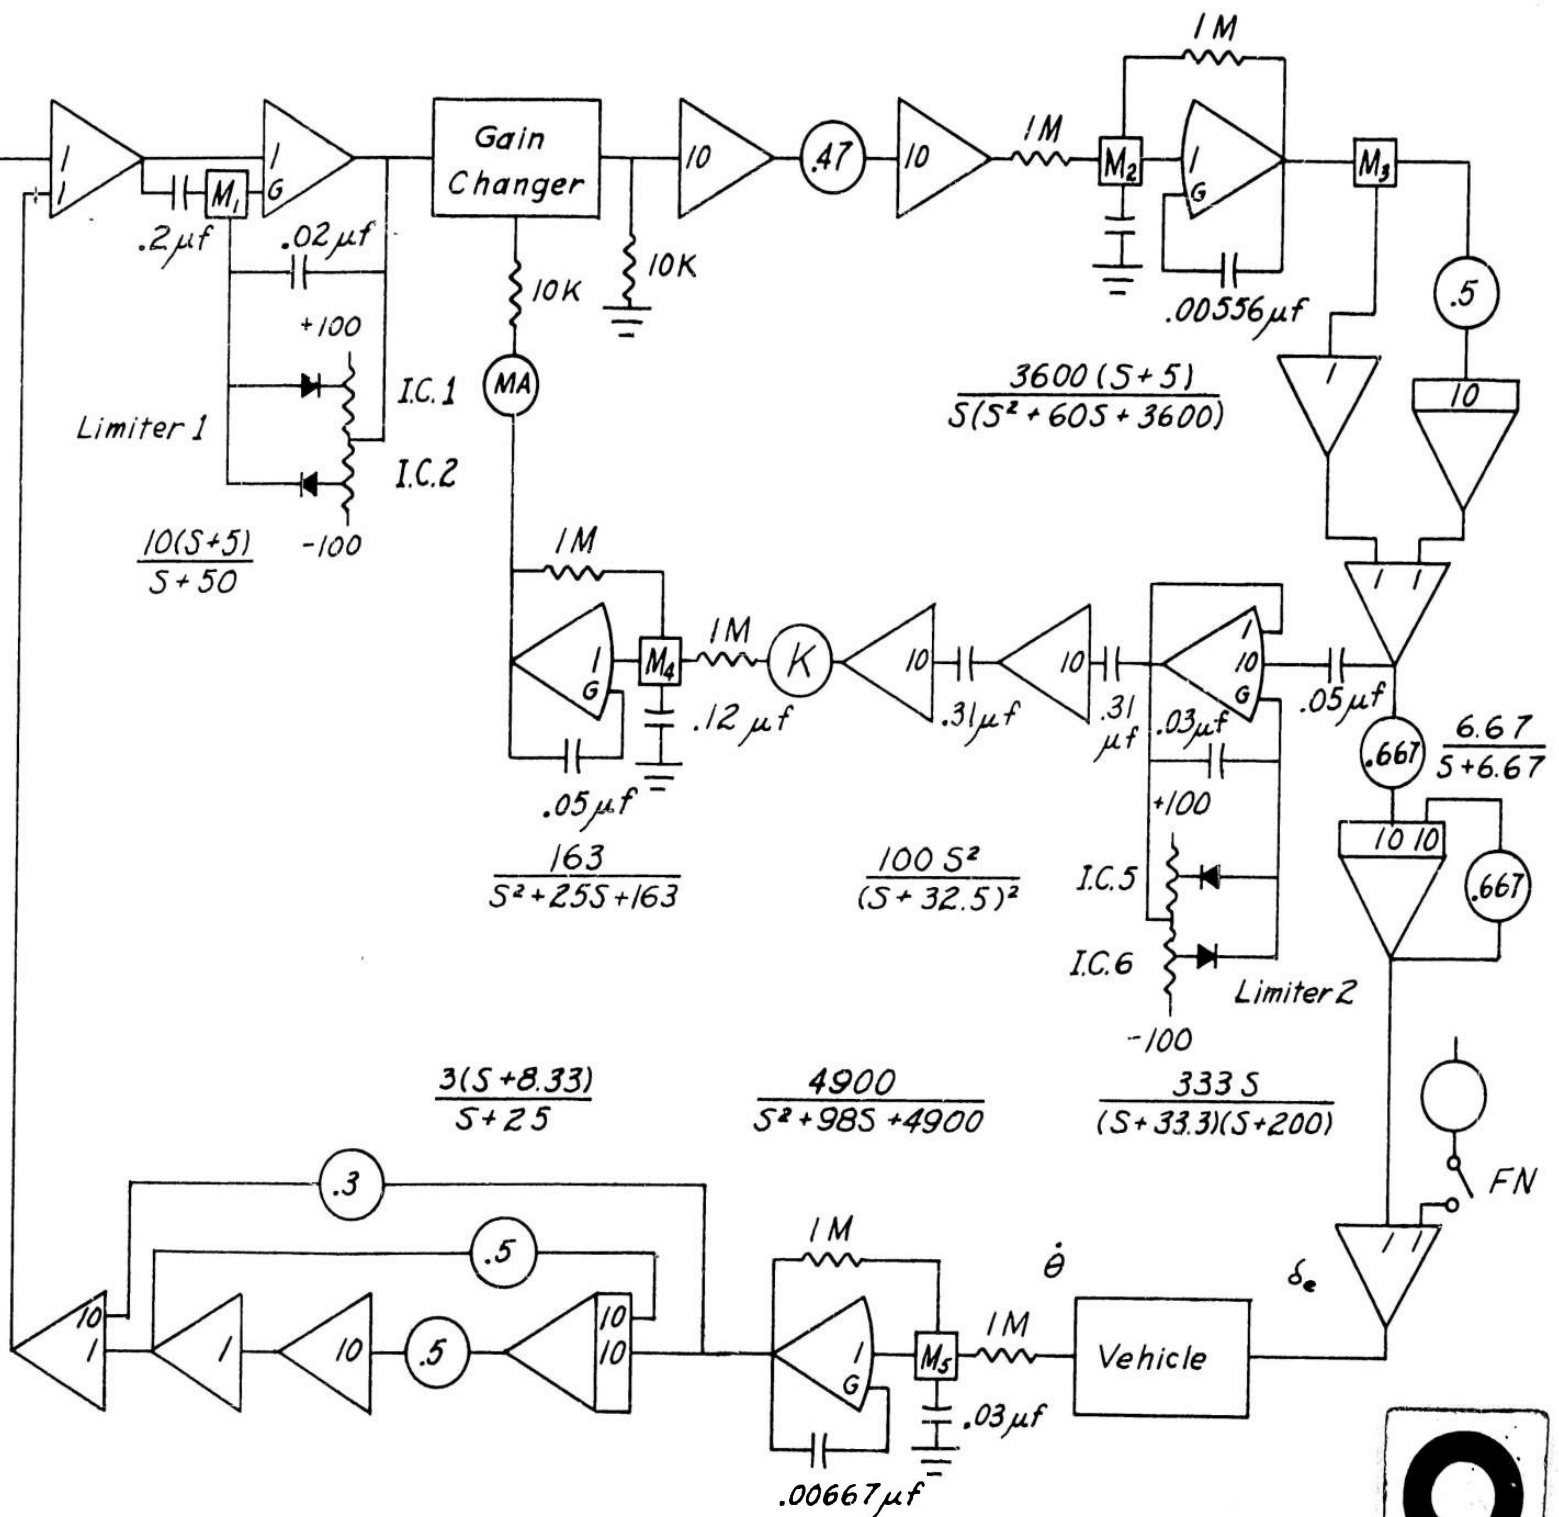 1 M
1
1
1
G
Gain
Changer
10
.47
10
1M
M₂
1
G
M₃
M₁
.2μf
.02μf
10K
10K
.00556μf
.5
+100
MA
I.C.1
Limiter 1
I.C.2
-100
10(S+5)
S+50
3600(S+5)
S(S²+60S+3600)
1
10
1M
1
G
M₄
1M
K
10
10
1
10
G
1 1
.12μf
.31μf
.31
μf
.03μf
.05μf
.05μf
.667
6.67
S+6.67
+100
10 10
.667
163
S²+25S+163
100 S²
(S+32.5)²
I.C.5
I.C.6
Limiter 2
-100
3(S+8.33)
S+25
4900
S²+98S+4900
333 S
(S+33.3)(S+200)
FN
.3
.5
1M
θ̇
δe
1 1
10
1
1
10
.5
10
10
1
G
M₅
1M
Vehicle
.03μf
.00667μf